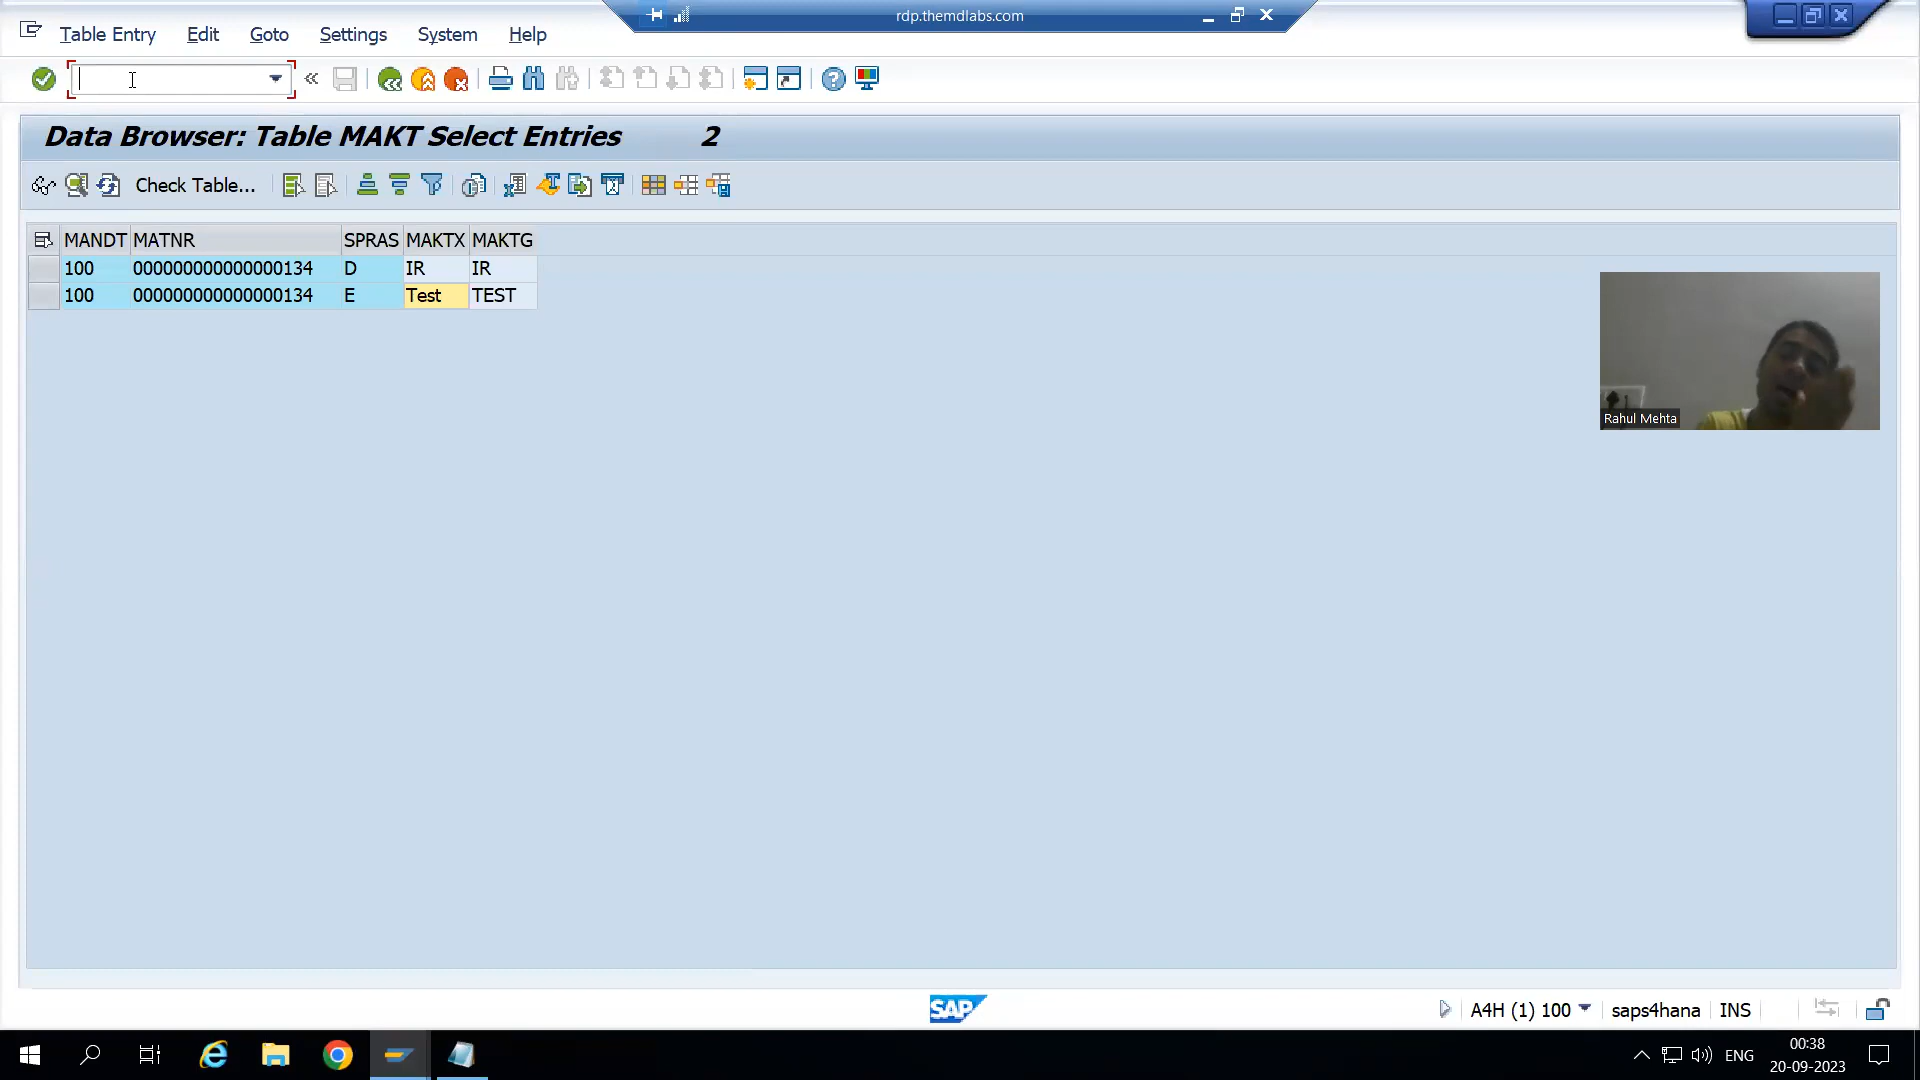 rdp.themdlabs.com
Table Entry Edit Goto Settings System Help
Data Browser: Table MAKT Select Entries 2
Check Table...
MANDT MATNR SPRAS MAKTX MAKTG
100 000000000000000134 D IR IR
100 000000000000000134 E Test TEST
Rahul Mehta
SAP
A4H (1) 100 saps4hana INS
ENG
00:38
20-09-2023